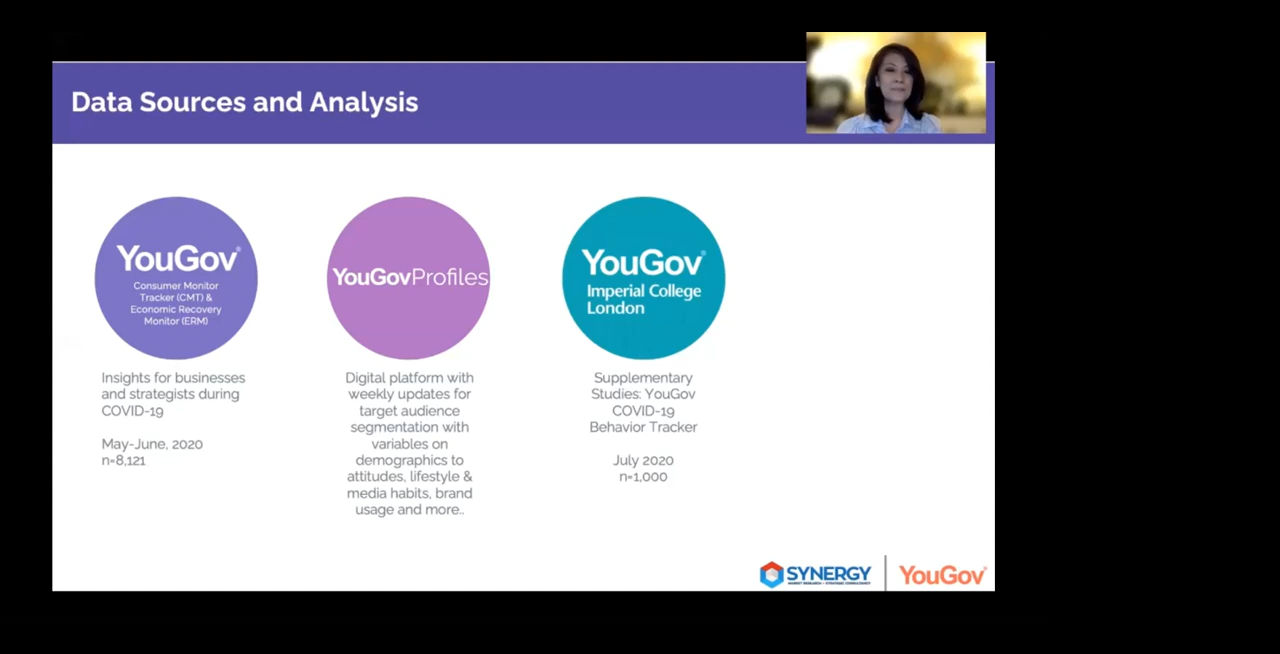 Data Sources and Analysis
YouGov®
Consumer Monitor
Tracker (CMT) &
Economic Recovery
Monitor (ERM)
Insights for businesses
and strategists during
COVID-19
May-June, 2020
n=8,121
YouGovProfiles
Digital platform with
weekly updates for
target audience
segmentation with
variables on
demographics to
attitudes, lifestyle &
media habits, brand
usage and more..
YouGov®
Imperial College
London
Supplementary
Studies: YouGov
COVID-19
Behavior Tracker
July 2020
n=1,000
SYNERGY
MARKET RESEARCH + STRATEGIC CONSULTANCY
YouGov®